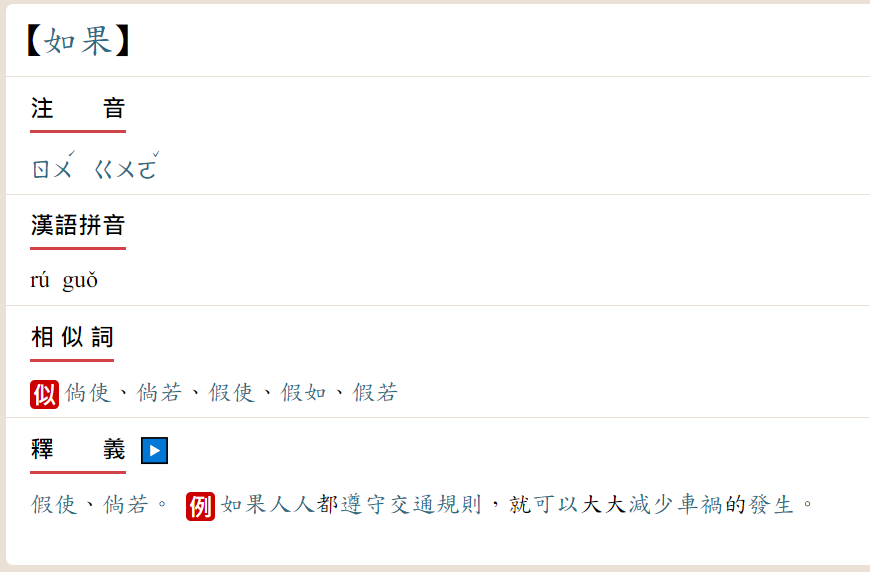 【如果】
注　　音
ㄖㄨˊ ㄍㄨㄛˇ
漢語拼音
rú guǒ
相似詞
似 倘使、倘若、假使、假如、假若
釋　　義
假使、倘若。 例 如果人人都遵守交通規則，就可以大大減少車禍的發生。